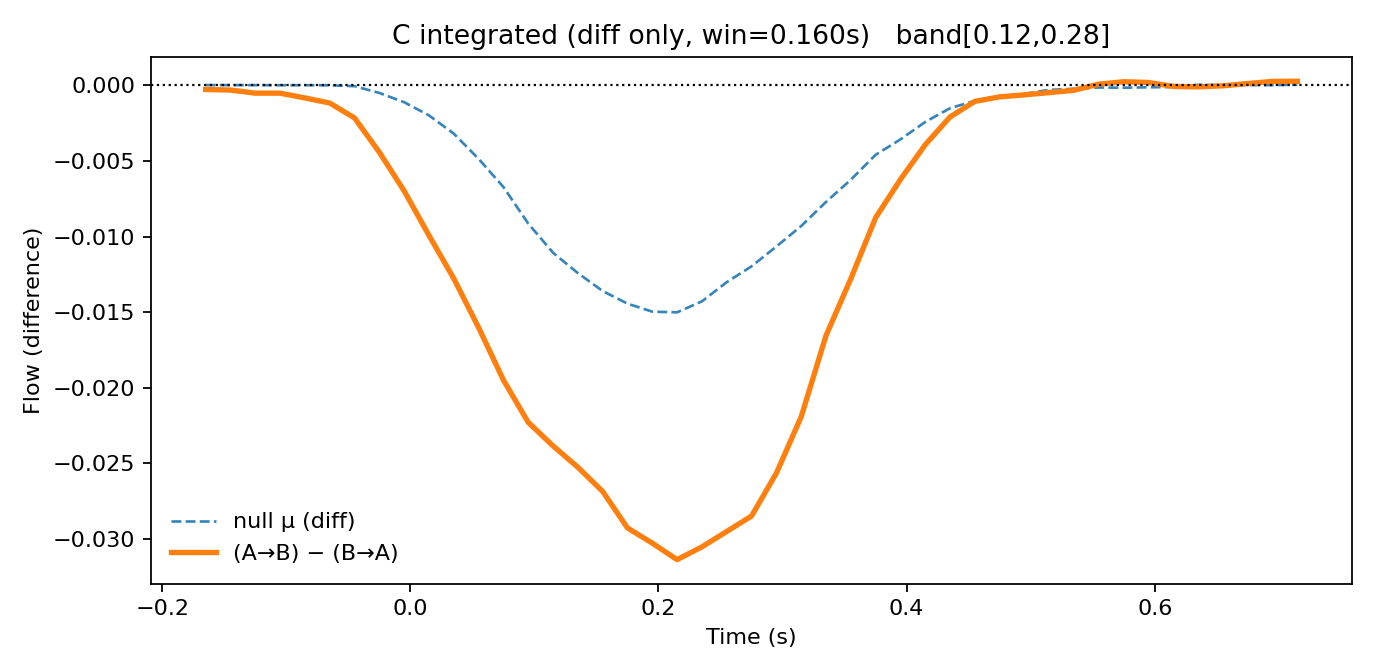 C integrated (diff only, win=0.160s)   band[0.12,0.28]
Flow (difference)
0.000
−0.005
−0.010
−0.015
−0.020
−0.025
−0.030
null μ (diff)
(A→B) − (B→A)
−0.2
0.0
0.2
0.4
0.6
Time (s)